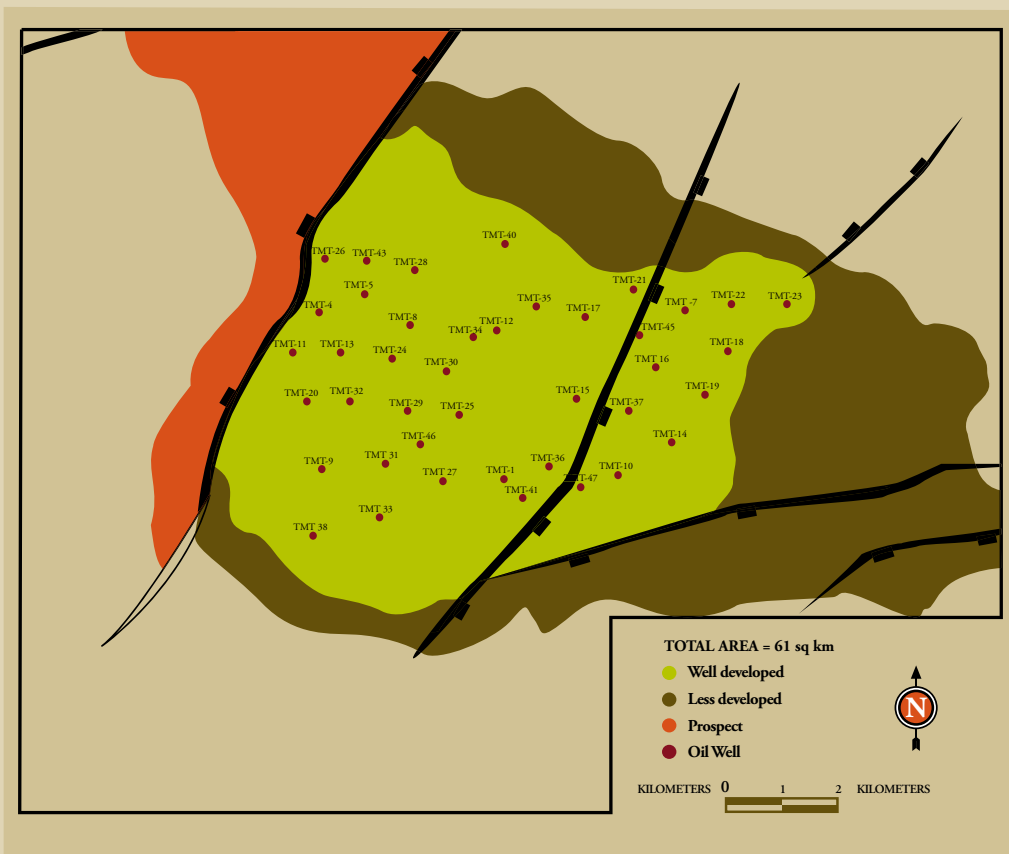 TMT-40
TMT-26
TMT-43
TMT-28
TMT-21
TMT-5
TMT-35
TMT -7
TMT-22
TMT-23
TMT-4
TMT-17
TMT-8
TMT-34
TMT-12
TMT-45
TMT-11
TMT-13
TMT-24
TMT-18
TMT-30
TMT 16
TMT-20
TMT-32
TMT-15
TMT-19
TMT-29
TMT-25
TMT-37
TMT-46
TMT-14
TMT-9
TMT 31
TMT-36
TMT 27
TMT-1
TMT-10
TMT-41
-47
TMT 33
TMT 38
TOTAL AREA = 61 sq km
Well developed
Less developed
Prospect
Oil Well
N
KILOMETERS 0 1 2 KILOMETERS